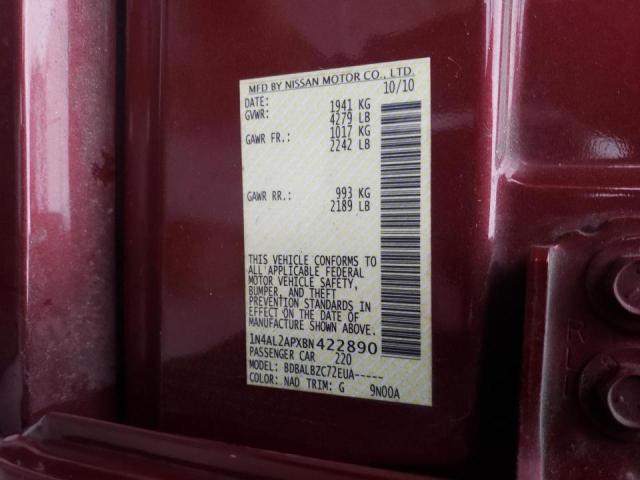 MFD BY NISSAN MOTOR CO., LTD.
DATE: 10/10
GVWR: 1941 KG
4279 LB
GAWR FR.: 1017 KG
2242 LB
GAWR RR.: 993 KG
2189 LB
THIS VEHICLE CONFORMS TO
ALL APPLICABLE FEDERAL
MOTOR VEHICLE SAFETY,
BUMPER, AND THEFT
PREVENTION STANDARDS IN
EFFECT ON THE DATE OF
MANUFACTURE SHOWN ABOVE.
1N4AL2APXBN422890
PASSENGER CAR 220
MODEL: BDBALBZC72EUA-----
COLOR: NAD TRIM: G 9N00A
R